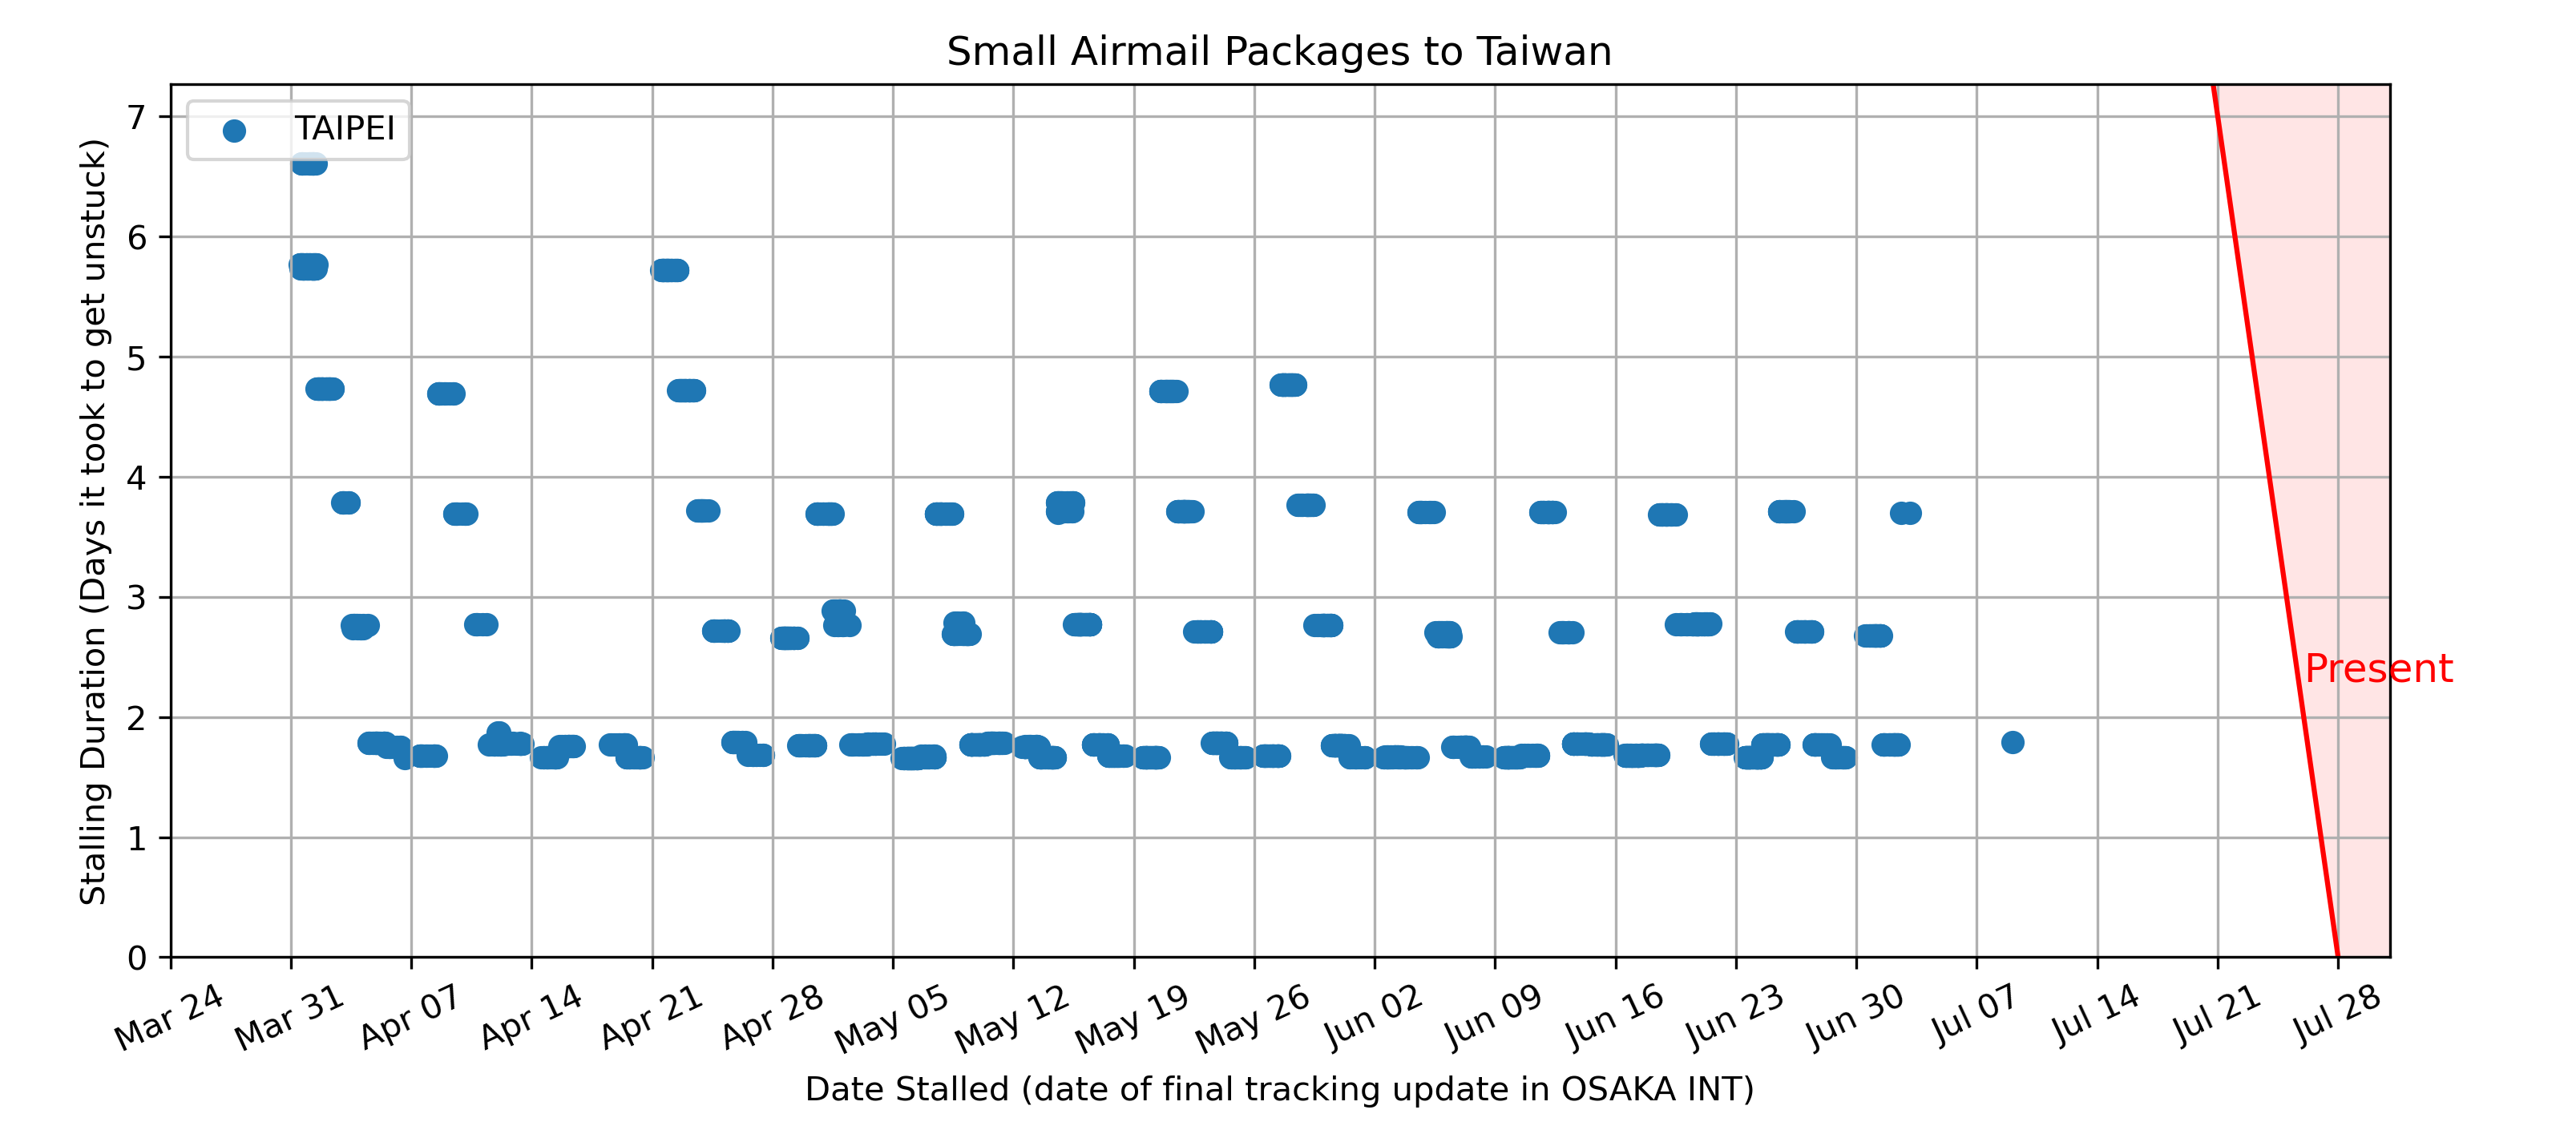 Small Airmail Packages to Taiwan
TAIPEI
Stalling Duration (Days it took to get unstuck)
7
6
5
4
3
2
1
0
Present
Mar 24
Mar 31
Apr 07
Apr 14
Apr 21
Apr 28
May 05
May 12
May 19
May 26
Jun 02
Jun 09
Jun 16
Jun 23
Jun 30
Jul 07
Jul 14
Jul 21
Jul 28
Date Stalled (date of final tracking update in OSAKA INT)